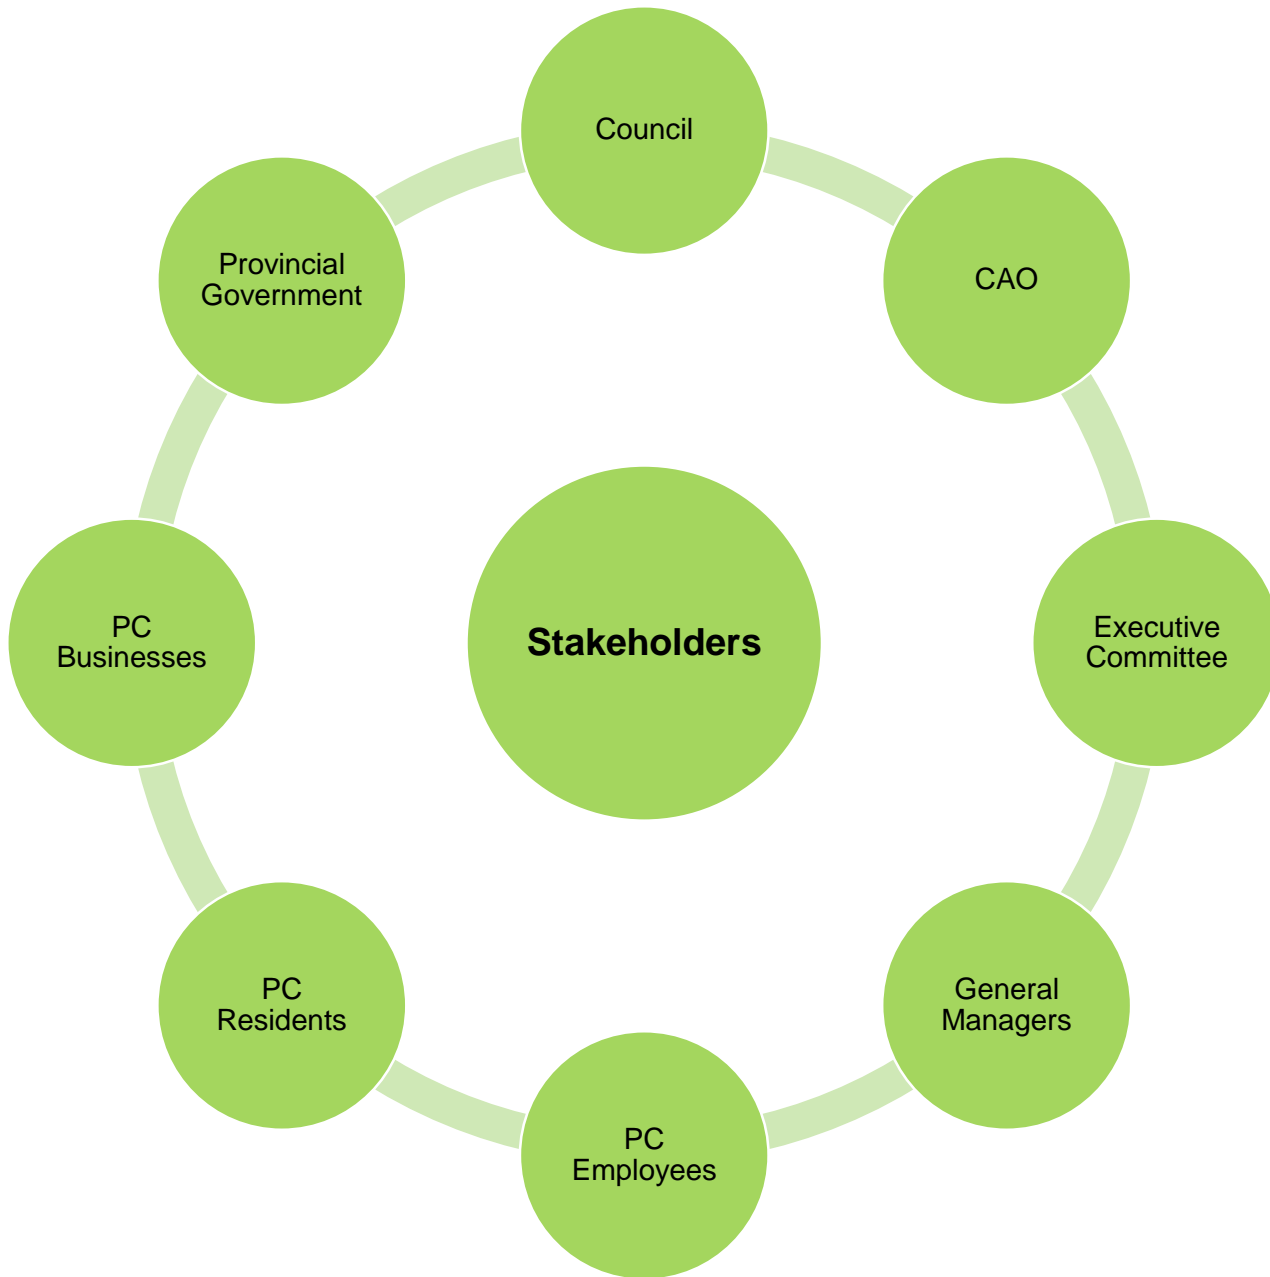 Council
CAO
Executive
Committee
General
Managers
PC
Employees
PC
Residents
PC
Businesses
Provincial
Government
Stakeholders